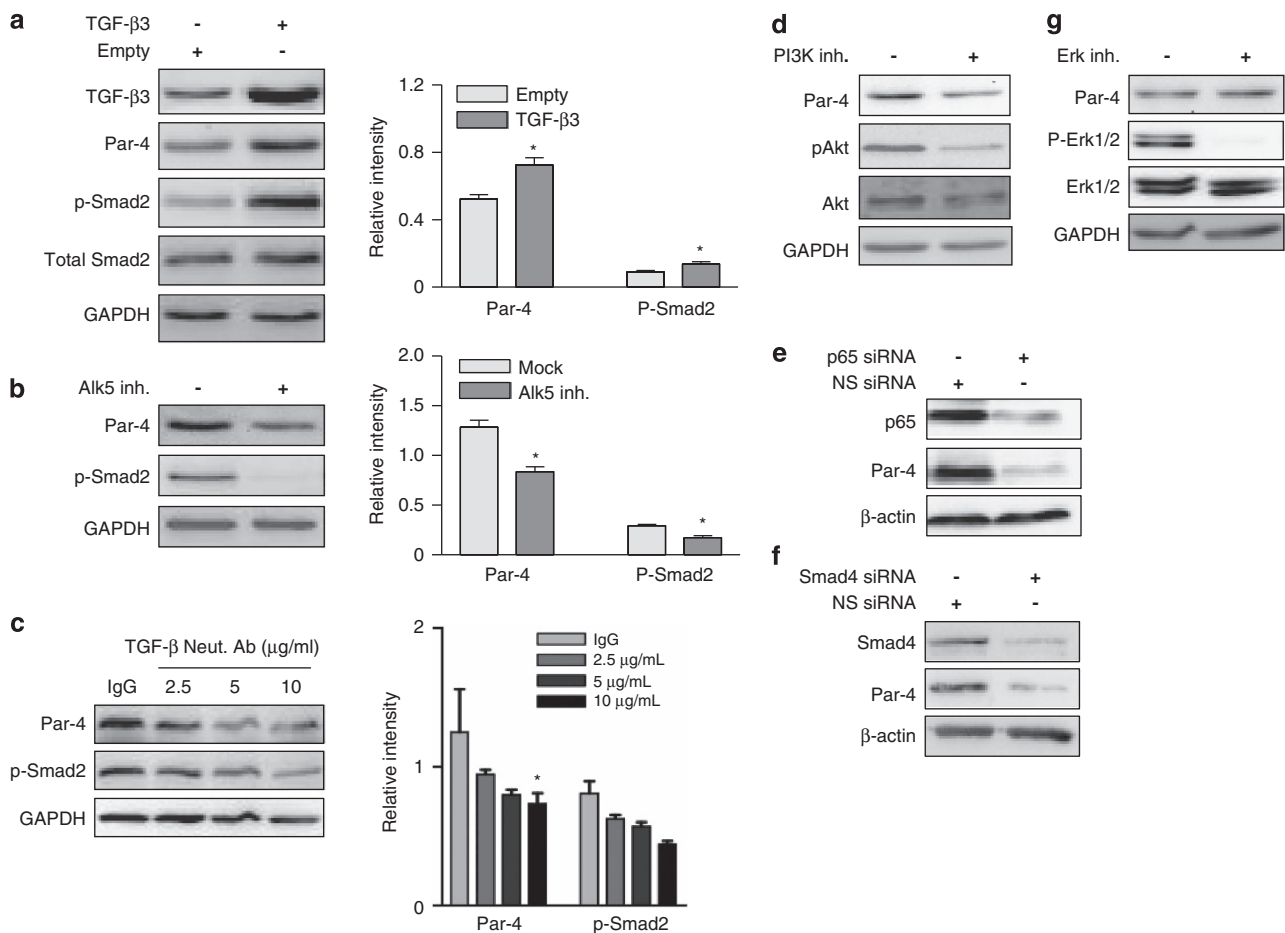 a
TGF-β3 - +
Empty + -
TGF-β3
Par-4
p-Smad2
Total Smad2
GAPDH
Relative intensity
1.2
0.8
0.4
0
Empty
TGF-β3
*
*
Par-4 P-Smad2
b
Alk5 inh. - +
Par-4
p-Smad2
GAPDH
Relative intensity
2.0
1.5
1.0
0.5
0
Mock
Alk5 inh.
*
*
Par-4 P-Smad2
c
TGF-β Neut. Ab (μg/ml)
IgG 2.5 5 10
Par-4
p-Smad2
GAPDH
Relative intensity
2
1
0
IgG
2.5 μg/mL
5 μg/mL
10 μg/mL
*
Par-4 p-Smad2
d
PI3K inh. - +
Par-4
pAkt
Akt
GAPDH
g
Erk inh. - +
Par-4
P-Erk1/2
Erk1/2
GAPDH
e
p65 siRNA - +
NS siRNA + -
p65
Par-4
β-actin
f
Smad4 siRNA - +
NS siRNA + -
Smad4
Par-4
β-actin